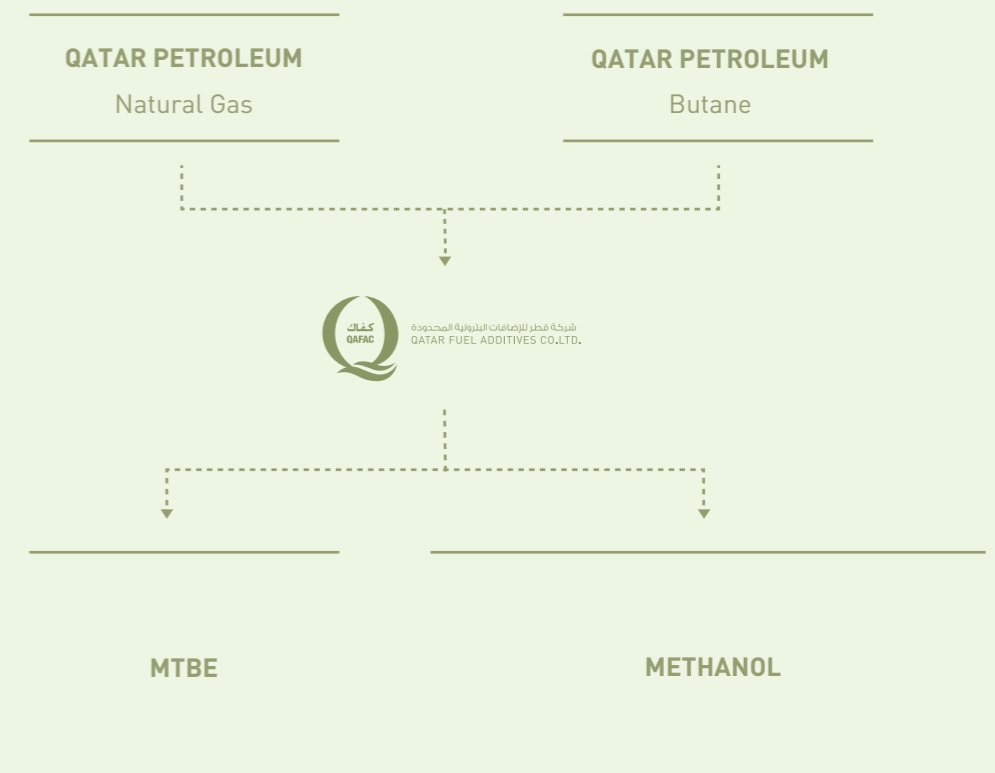 QATAR PETROLEUM
Natural Gas
QATAR PETROLEUM
Butane
كفاك
QAFAC
شركة قطر للإضافات البترولية المحدودة
QATAR FUEL ADDITIVES CO.LTD.
MTBE
METHANOL